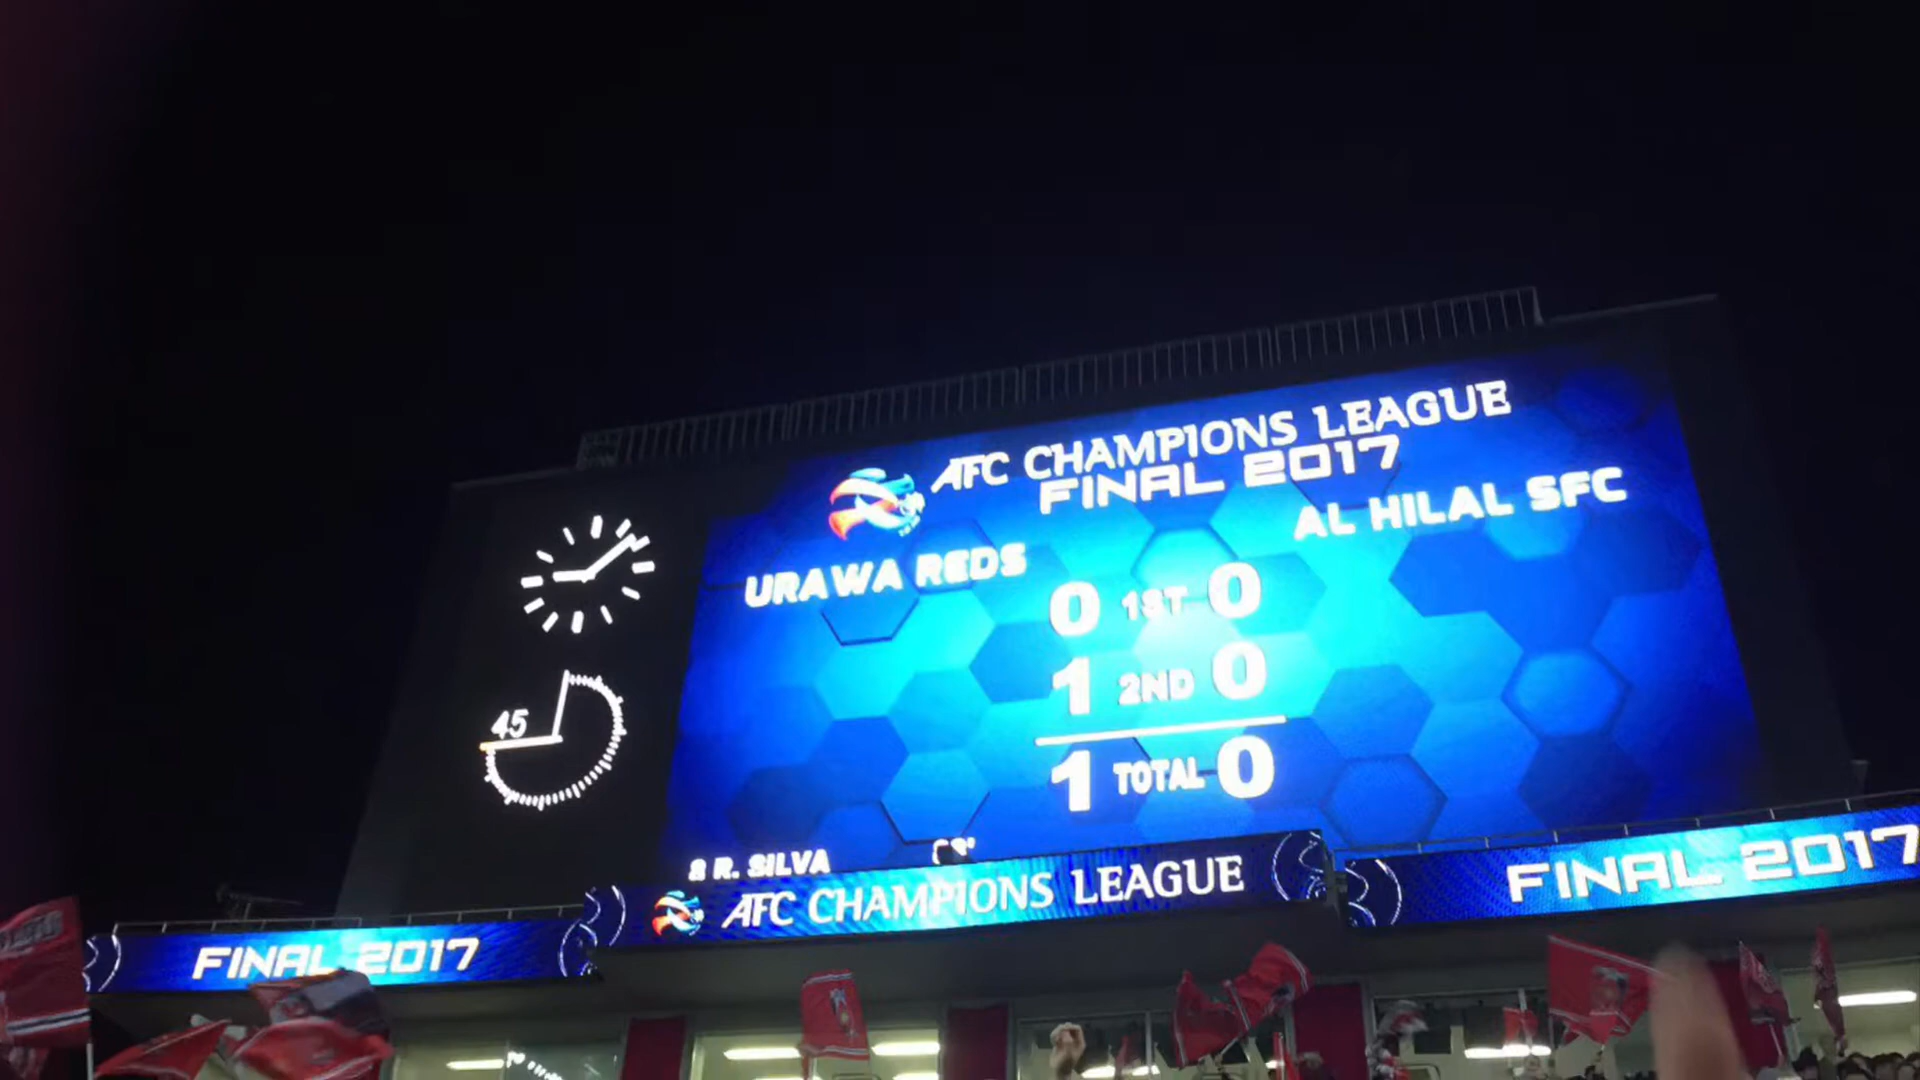 AFC CHAMPIONS LEAGUE
FINAL 2017
URAWA REDS AL HILAL SFC
0 1ST 0
1 2ND 0
1 TOTAL 0
45
8 R. SILVA
AFC CHAMPIONS LEAGUE
FINAL 2017
FINAL 2017